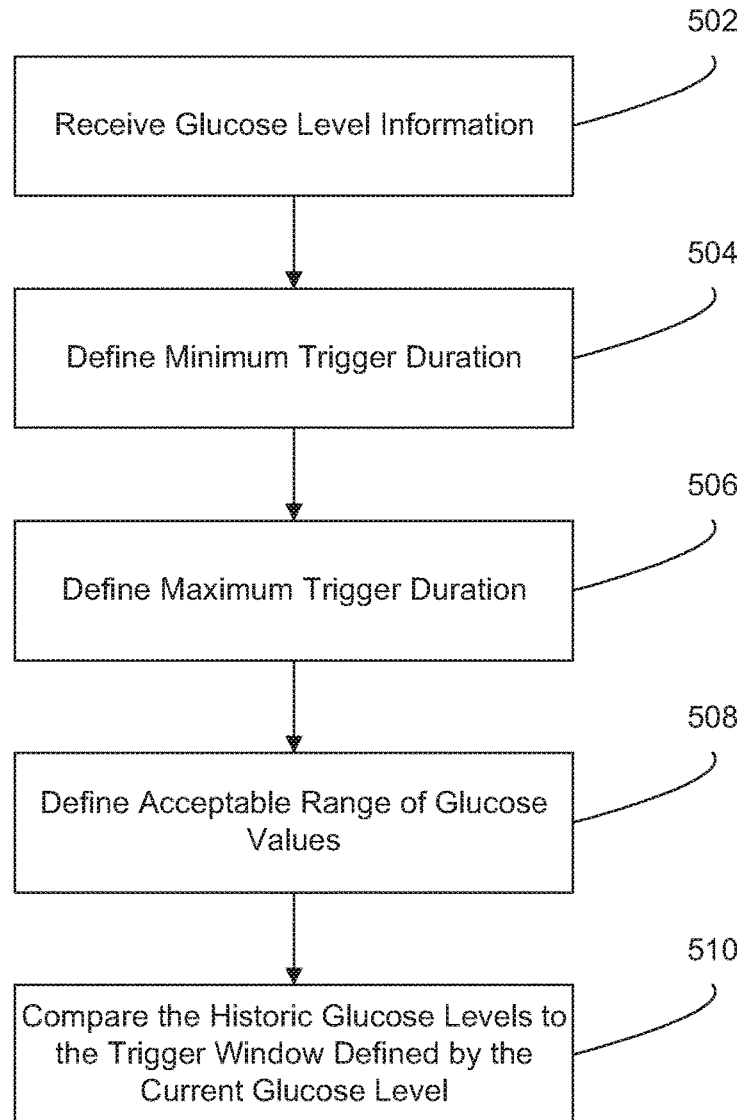 502
Receive Glucose Level Information
504
Define Minimum Trigger Duration
506
Define Maximum Trigger Duration
508
Define Acceptable Range of Glucose
Values
510
Compare the Historic Glucose Levels to
the Trigger Window Defined by the
Current Glucose Level